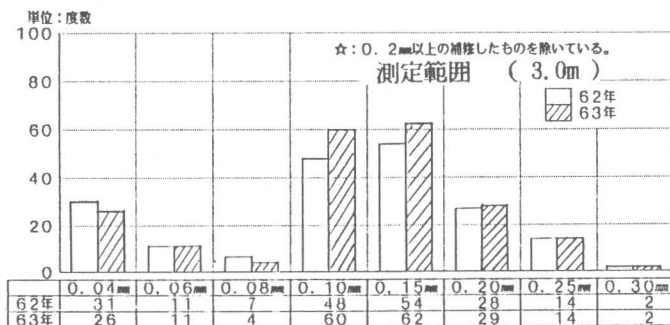 単位：度数
☆：０．２㎜以上の補修したものを除いている。
測定範囲 （ 3.0m ）
６２年
６３年
100
80
60
40
20
0
0．04㎜ 0．06㎜ 0．08㎜ 0．10㎜ 0．15㎜ 0．20㎜ 0．25㎜ 0．30㎜
６２年 31 11 7 48 54 28 14 2
６３年 26 11 4 60 62 29 14 2